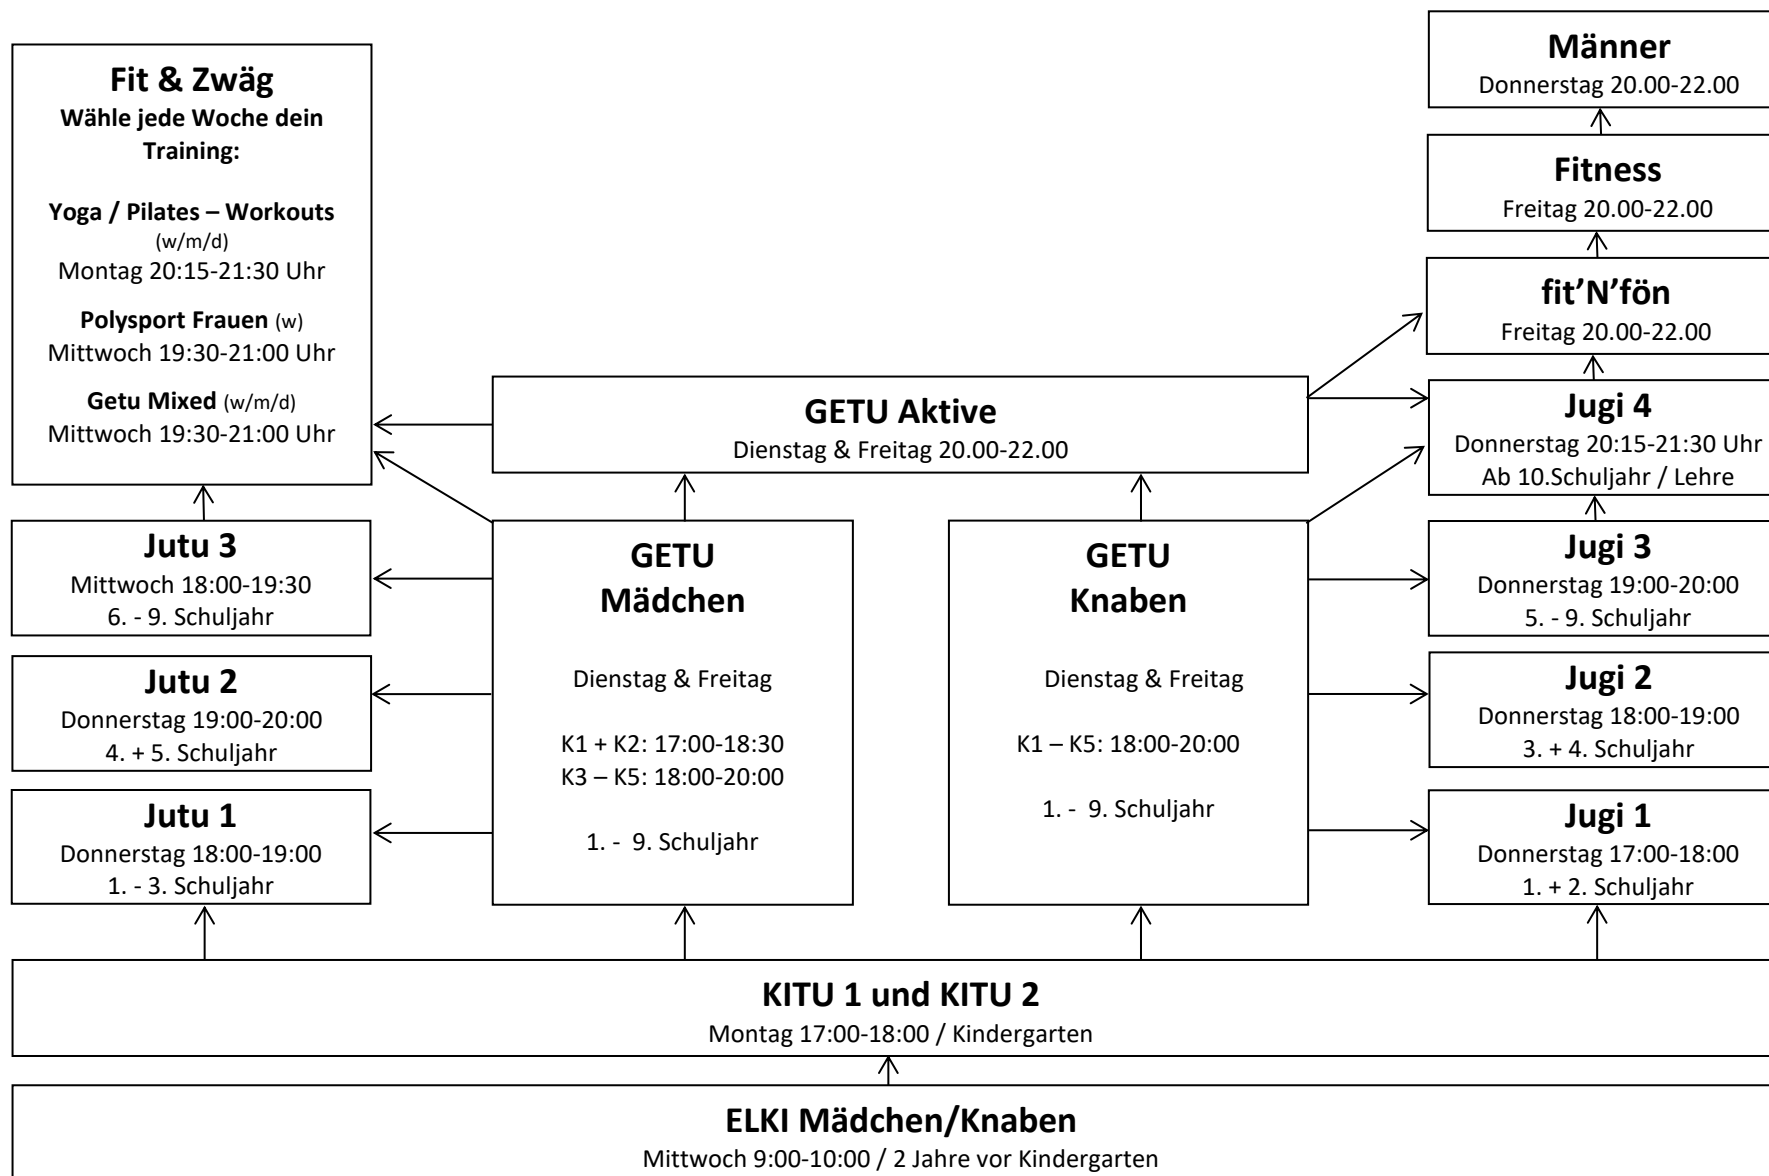 Fit & Zwäg
Wähle jede Woche dein
Training:
Yoga / Pilates – Workouts
(w/m/d)
Montag 20:15-21:30 Uhr
Polysport Frauen (w)
Mittwoch 19:30-21:00 Uhr
Getu Mixed (w/m/d)
Mittwoch 19:30-21:00 Uhr
Männer
Donnerstag 20.00-22.00
Fitness
Freitag 20.00-22.00
fit’N’fön
Freitag 20.00-22.00
GETU Aktive
Dienstag & Freitag 20.00-22.00
Jugi 4
Donnerstag 20:15-21:30 Uhr
Ab 10.Schuljahr / Lehre
Jutu 3
Mittwoch 18:00-19:30
6. - 9. Schuljahr
Jutu 2
Donnerstag 19:00-20:00
4. + 5. Schuljahr
Jutu 1
Donnerstag 18:00-19:00
1. - 3. Schuljahr
GETU
Mädchen
Dienstag & Freitag
K1 + K2: 17:00-18:30
K3 – K5: 18:00-20:00
1. -  9. Schuljahr
GETU
Knaben
Dienstag & Freitag
K1 – K5: 18:00-20:00
1. -  9. Schuljahr
Jugi 3
Donnerstag 19:00-20:00
5. - 9. Schuljahr
Jugi 2
Donnerstag 18:00-19:00
3. + 4. Schuljahr
Jugi 1
Donnerstag 17:00-18:00
1. + 2. Schuljahr
KITU 1 und KITU 2
Montag 17:00-18:00 / Kindergarten
ELKI Mädchen/Knaben
Mittwoch 9:00-10:00 / 2 Jahre vor Kindergarten